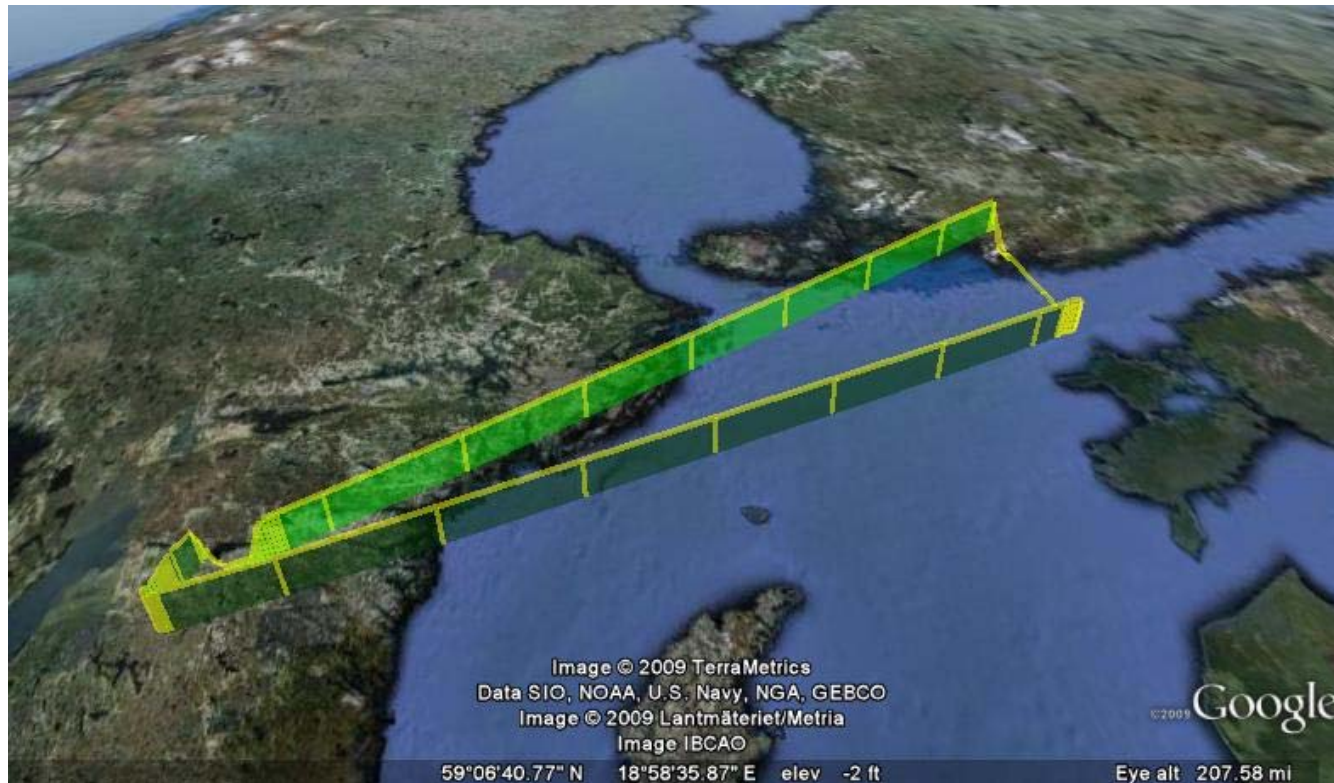 Image © 2009 TerraMetrics
Data SIO, NOAA, U.S. Navy, NGA, GEBCO
Image © 2009 Lantmäteriet/Metria
Image IBCAO
©2009 Google
59°06'40.77" N 18°58'35.87" E elev -2 ft Eye alt 207.58 mi